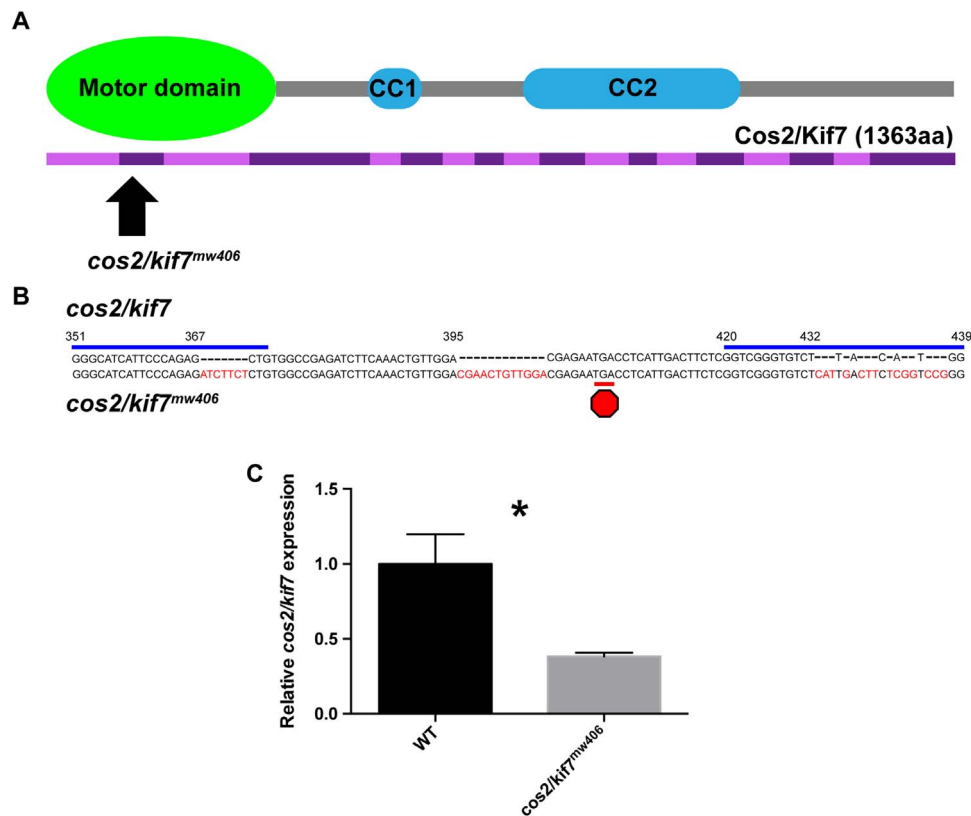 A
Motor domain
CC1
CC2
Cos2/Kif7 (1363aa)
cos2/kif7mw406
B
cos2/kif7
351 367 395 420 432 439
GGGCATCATTCCCAGAG-------CTGTGGCCGAGATCTTCAAACTGTTGGA------------CGAGAATGACCTCATTGACTTCTCGGTCGGGTGTCT---T-A---C-A--T---GG
GGGCATCATTCCCAGAGATCTTCTCTGTGGCCGAGATCTTCAAACTGTTGGACGAACTGTTGGACGAGAATGACCTCATTGACTTCTCGGTCGGGTGTCTCATTGACTTCTCGGTCCGGG
cos2/kif7mw406
C
Relative cos2/kif7 expression
1.5
1.0
0.5
0.0
*
WT
cos2/kif7mw406